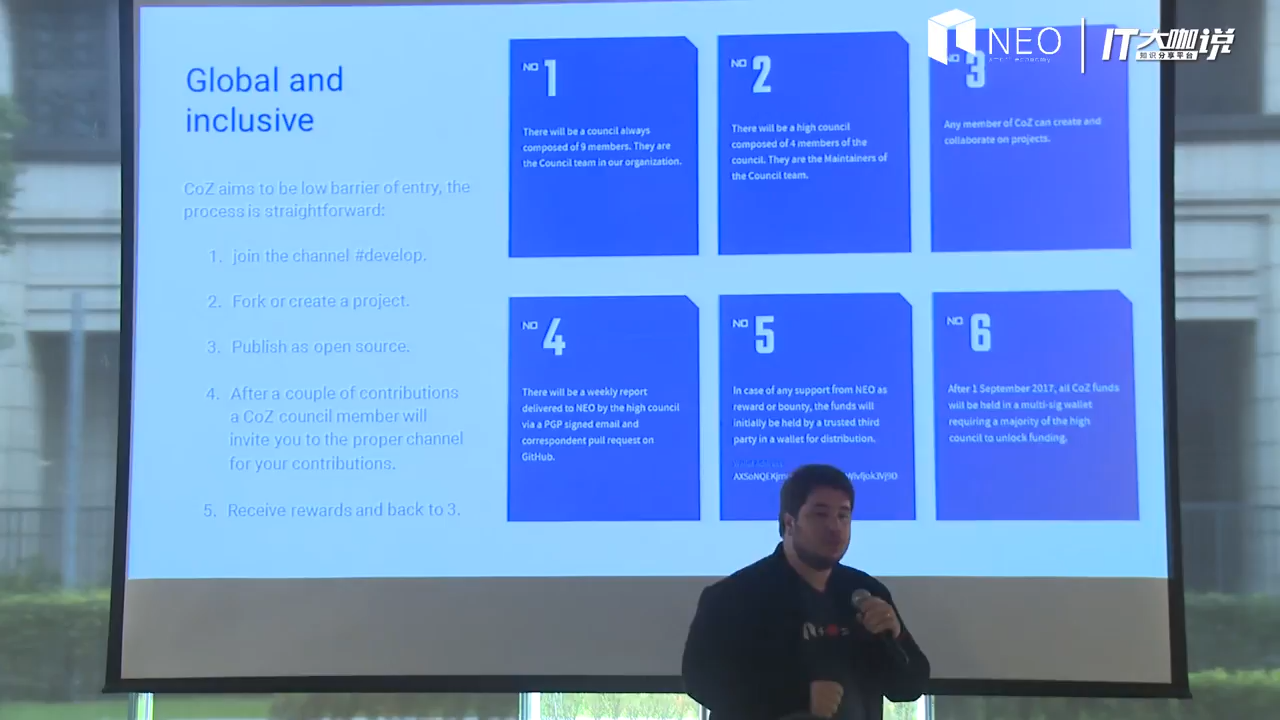 NEO
smart economy
IT大咖说
知识分享平台
Global and
inclusive
CoZ aims to be low barrier of entry, the
process is straightforward:
1. join the channel #develop.
2. Fork or create a project.
3. Publish as open source.
4. After a couple of contributions
a CoZ council member will
invite you to the proper channel
for your contributions.
5. Receive rewards and back to 3.
NO 1
There will be a council always
composed of 9 members. They are
the Council team in our organization.
NO 2
There will be a high council
composed of 4 members of the
council. They are the Maintainers of
the Council team.
NO 3
Any member of CoZ can create and
collaborate on projects.
NO 4
There will be a weekly report
delivered to NEO by the high council
via a PGP signed email and
correspondent pull request on
GitHub.
NO 5
In case of any support from NEO as
reward or bounty, the funds will
initially be held by a trusted third
party in a wallet for distribution.
NO 6
After 1 September 2017, all CoZ funds
will be held in a multi-sig wallet
requiring a majority of the high
council to unlock funding.